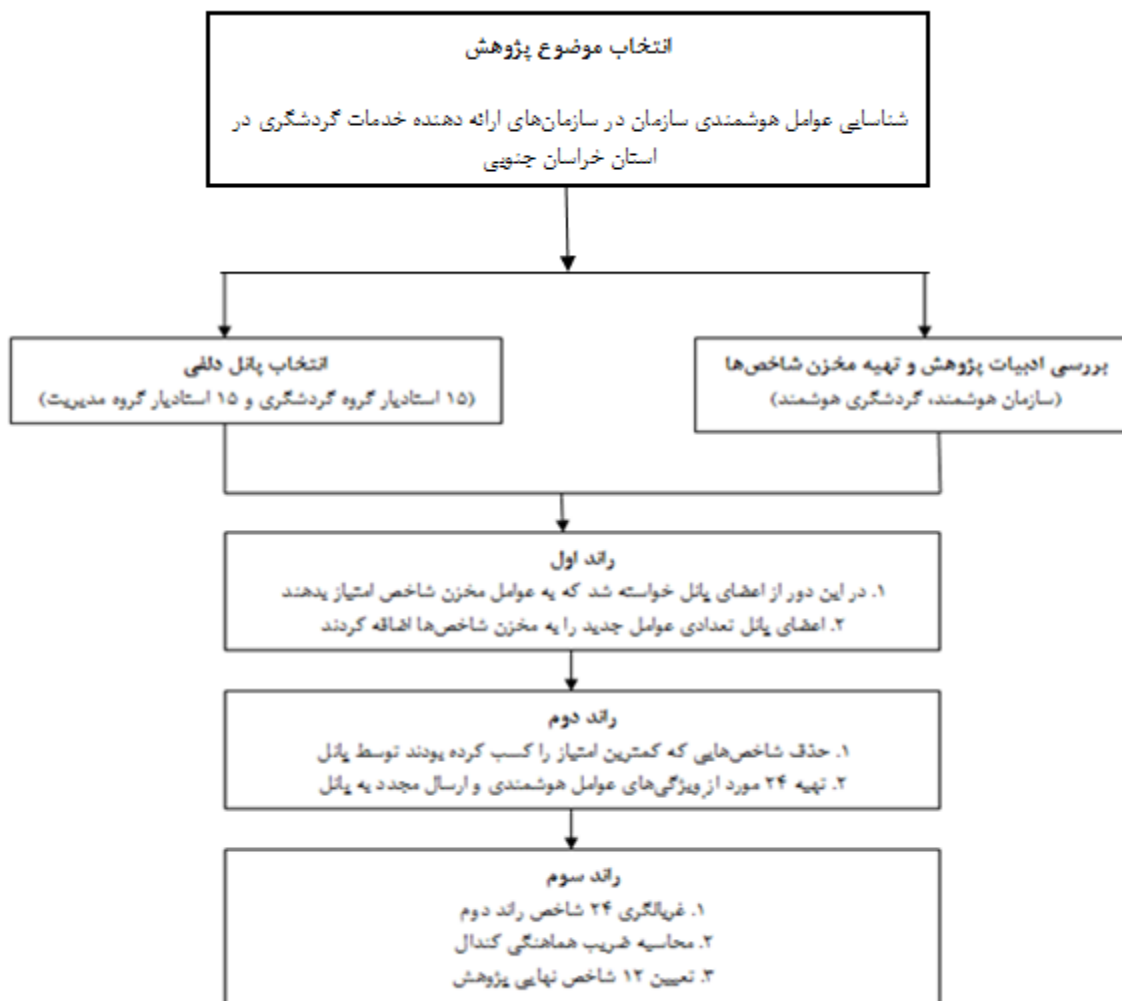 انتخاب موضوع پژوهش
شناسایی عوامل هوشمندی سازمان در سازمان‌های ارائه دهنده خدمات گردشگری در
استان خراسان جنوبی
بررسی ادبیات پژوهش و تهیه مخزن شاخص‌ها
(سازمان هوشمند، گردشگری هوشمند)
انتخاب پانل دلفی
(۱۵ استادیار گروه گردشگری و ۱۵ استادیار گروه مدیریت)
راند اول
۱. در این دور از اعضای پانل خواسته شد که به عوامل مخزن شاخص امتیاز بدهند
۲. اعضای پانل تعدادی عوامل جدید را به مخزن شاخص‌ها اضافه کردند
راند دوم
۱. حذف شاخص‌هایی که کمترین امتیاز را کسب کرده بودند توسط پانل
۲. تهیه ۲۴ مورد از ویژگی‌های عوامل هوشمندی و ارسال مجدد به پانل
راند سوم
۱. غربالگری ۲۴ شاخص راند دوم
۲. محاسبه ضریب هماهنگی کندال
۳. تعیین ۱۲ شاخص نهایی پژوهش